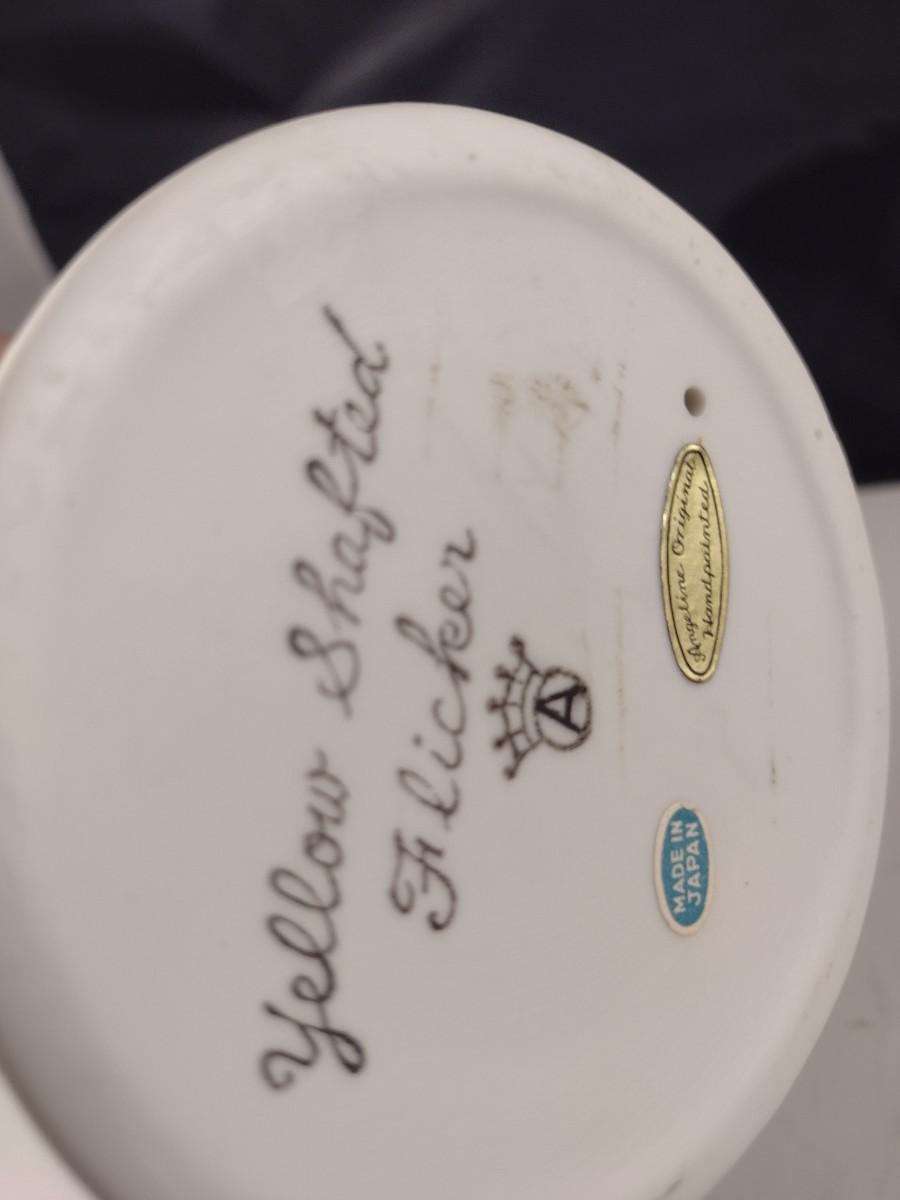 Yellow Shafted
Flicker
A
Angeline Original
Handpainted
MADE IN
JAPAN